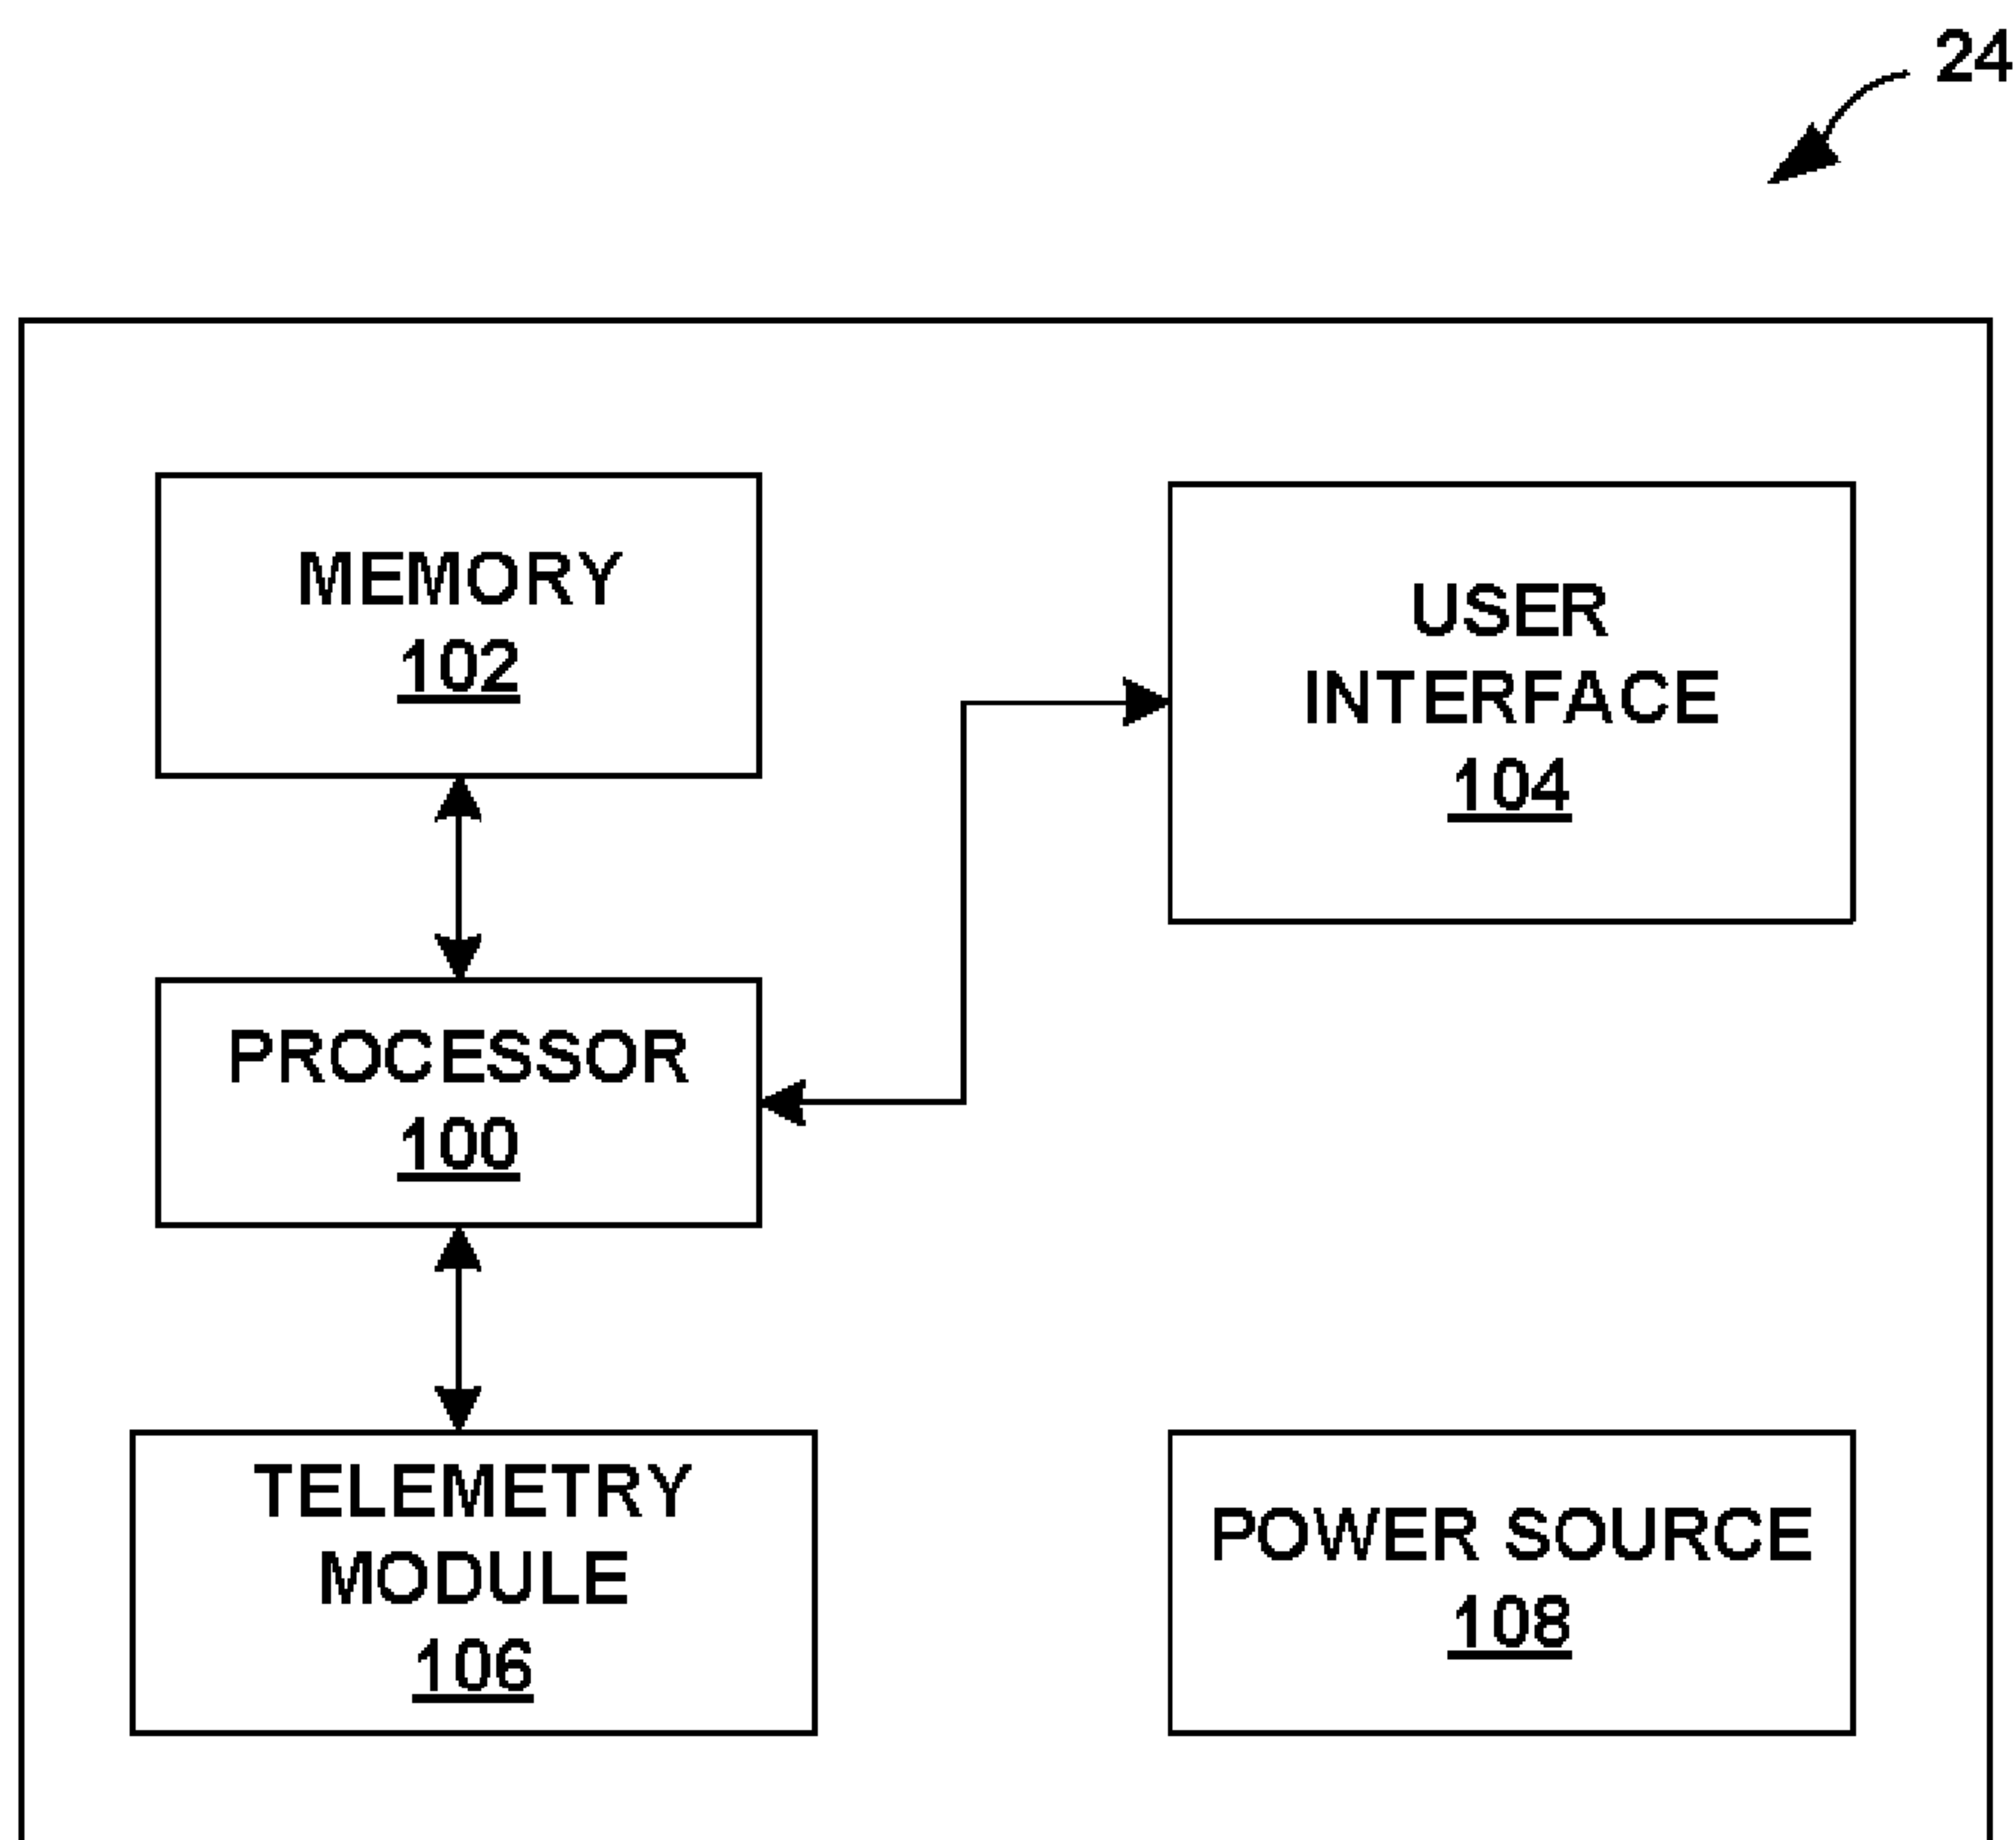 24
MEMORY
102
USER
INTERFACE
104
PROCESSOR
100
TELEMETRY
MODULE
106
POWER SOURCE
108